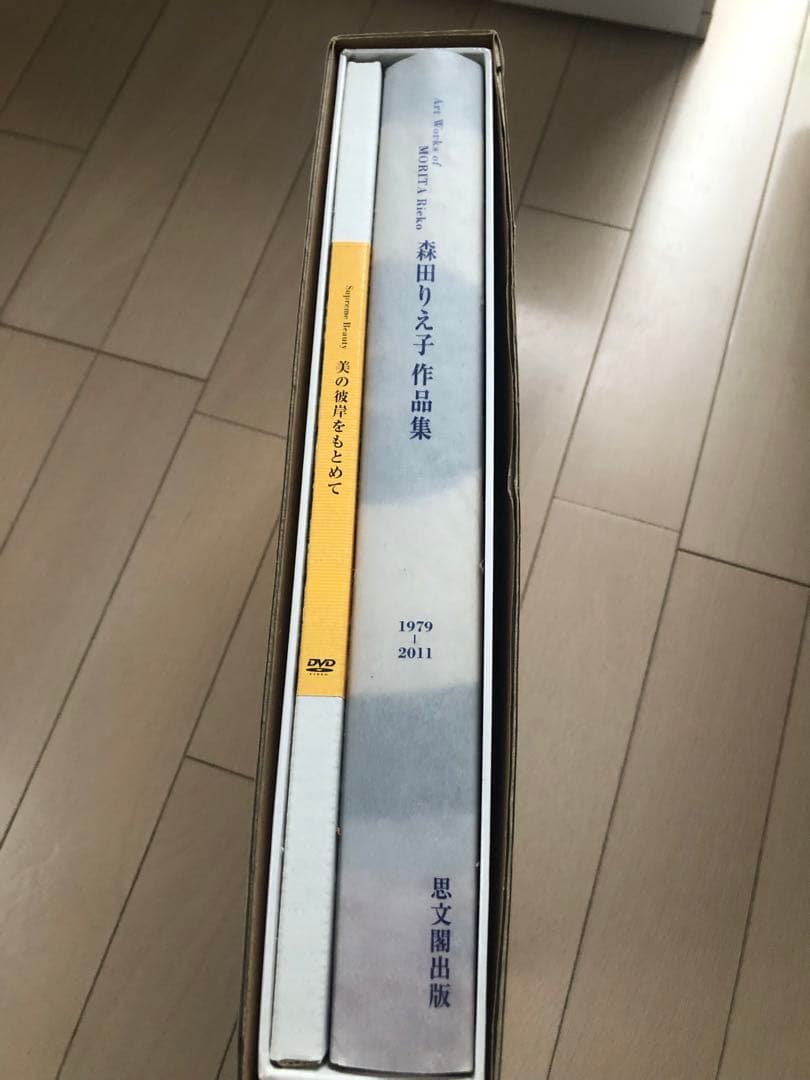 Art Works of
MORITA Rieko
森田りえ子 作品集
1979
2011
思文閣出版
Supreme Beauty
美の彼岸をもとめて
DVD
VIDEO